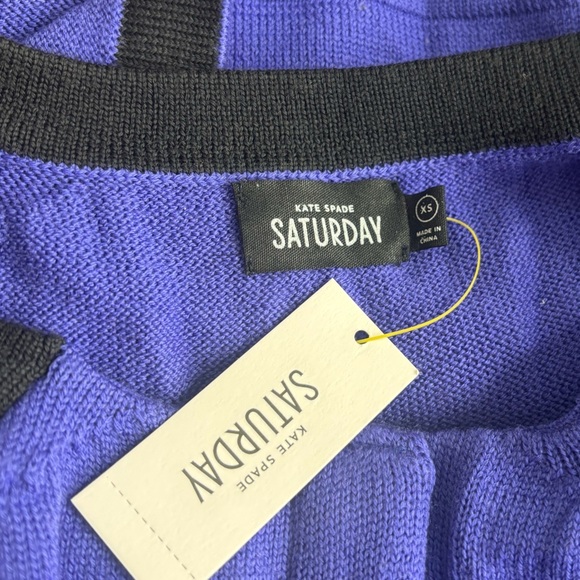 KATE SPADE
SATURDAY
XS
MADE IN
CHINA
KATE SPADE
SATURDAY